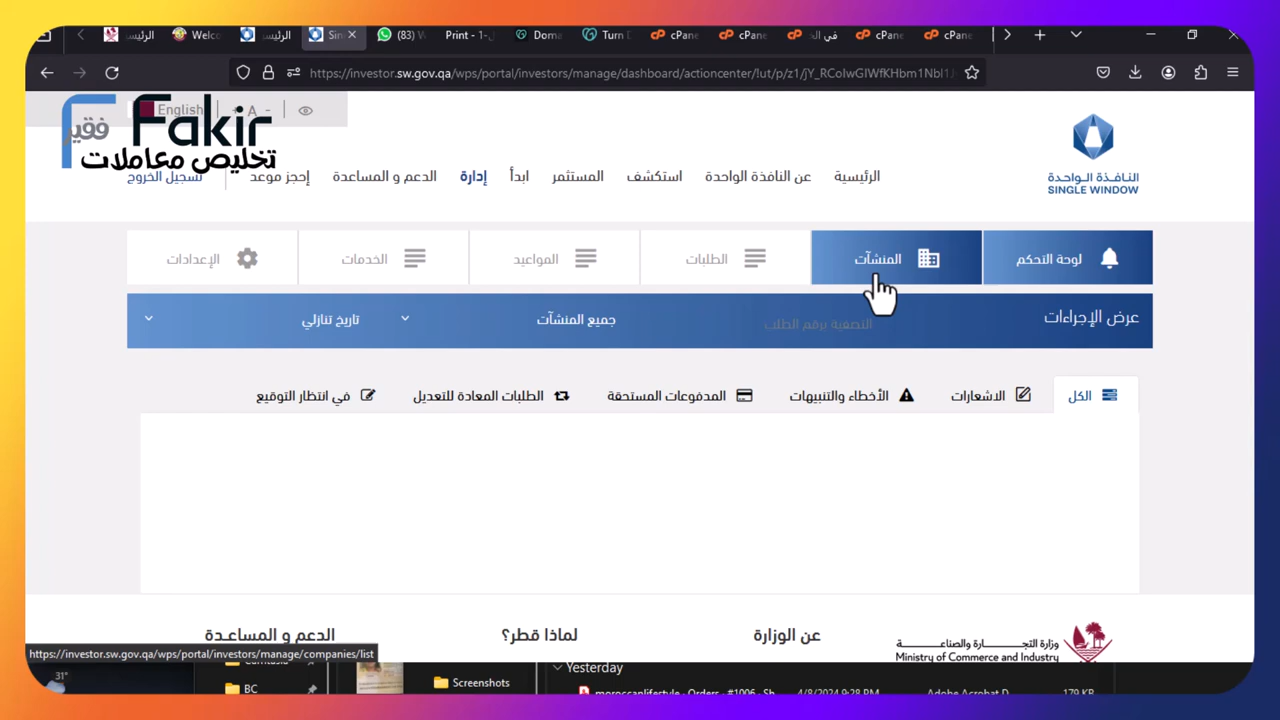 الرئيسـ
Welco
الرئيسـ
Sin
(83) W
Print - 1-ل
Doma
Turn D
cPane
cPane
في الـ
cPane
cPane
https://investor.sw.gov.qa/wps/portal/investors/manage/dashboard/actioncenter/!ut/p/z1/jY_RCoIwGIWfKHbm1Nbl1J
English
+ A -
فقير Fakir
تخليص معاملات
النافذة الواحدة
SINGLE WINDOW
الرئيسية
عن النافذة الواحدة
استكشف
المستثمر
ابدأ
إدارة
الدعم و المساعدة
إحجز موعد
تسجيل الخروج
لوحة التحكم
المنشآت
الطلبات
المواعيد
الخدمات
الإعدادات
عرض الإجراءات
التصفية برقم الطلب
جميع المنشآت
تاريخ تنازلي
الكل
الاشعارات
الأخطاء والتنبيهات
المدفوعات المستحقة
الطلبات المعادة للتعديل
في انتظار التوقيع
وزارة التجـــارة والصناعـــة
Ministry of Commerce and Industry
عن الوزارة
لماذا قطر؟
الدعم و المساعـدة
https://investor.sw.gov.qa/wps/portal/investors/manage/companies/list
31°
BC
Screenshots
Yesterday
moroccanlifestyle - Orders - #1006 - Sh
4/8/2024 9:28 PM
Adobe Acrobat D
179 KB